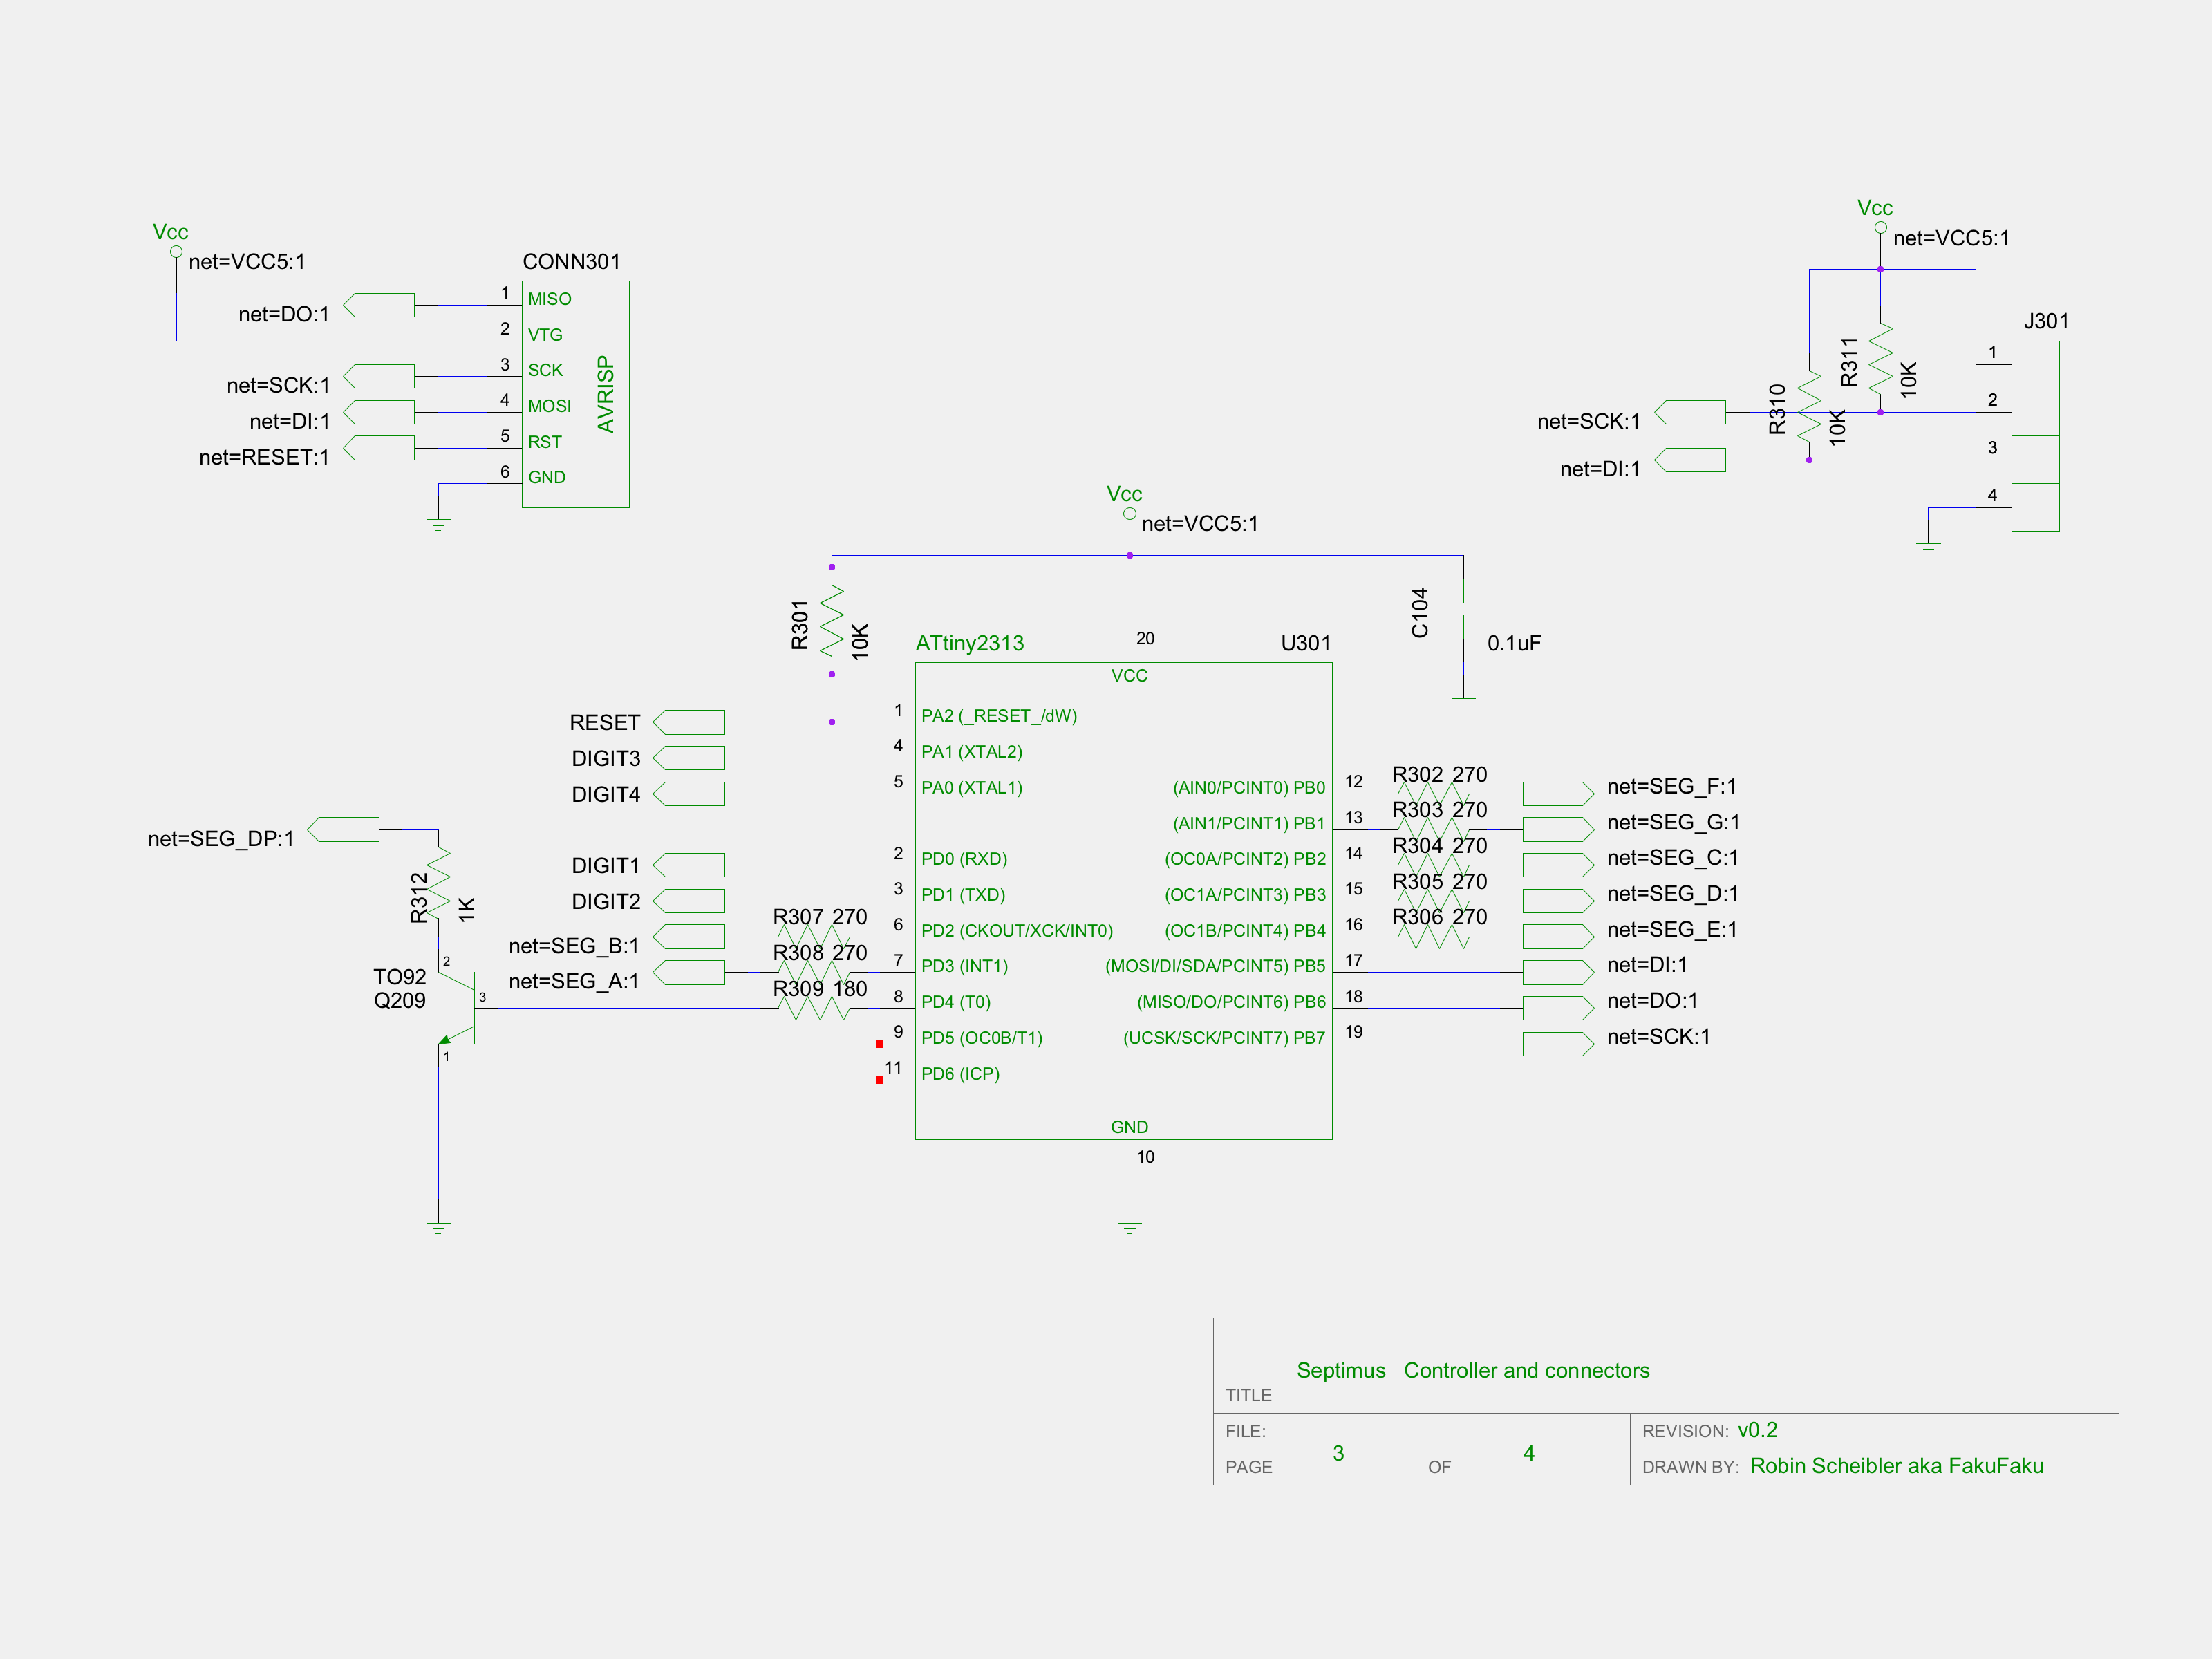 Vcc
net=VCC5:1
CONN301
net=DO:1
1 MISO
2 VTG
net=SCK:1
3 SCK
net=DI:1
4 MOSI
net=RESET:1
5 RST
6 GND
AVRISP
Vcc
net=VCC5:1
J301
R311
10K
R310
10K
1
net=SCK:1
2
net=DI:1
3
4
Vcc
net=VCC5:1
R301
10K
C104
0.1uF
ATtiny2313
20
U301
VCC
RESET
1
PA2 (_RESET_/dW)
DIGIT3
4
PA1 (XTAL2)
DIGIT4
5
PA0 (XTAL1)
DIGIT1
2
PD0 (RXD)
DIGIT2
3
PD1 (TXD)
net=SEG_B:1
R307 270
6
PD2 (CKOUT/XCK/INT0)
net=SEG_A:1
R308 270
7
PD3 (INT1)
R309 180
8
PD4 (T0)
9
PD5 (OC0B/T1)
11
PD6 (ICP)
(AIN0/PCINT0) PB0
12
R302 270
net=SEG_F:1
(AIN1/PCINT1) PB1
13
R303 270
net=SEG_G:1
(OC0A/PCINT2) PB2
14
R304 270
net=SEG_C:1
(OC1A/PCINT3) PB3
15
R305 270
net=SEG_D:1
(OC1B/PCINT4) PB4
16
R306 270
net=SEG_E:1
(MOSI/DI/SDA/PCINT5) PB5
17
net=DI:1
(MISO/DO/PCINT6) PB6
18
net=DO:1
(UCSK/SCK/PCINT7) PB7
19
net=SCK:1
GND
10
net=SEG_DP:1
R312
1K
2
TO92
Q209
3
1
Septimus Controller and connectors
TITLE
FILE:
PAGE 3 OF 4
REVISION: v0.2
DRAWN BY: Robin Scheibler aka FakuFaku